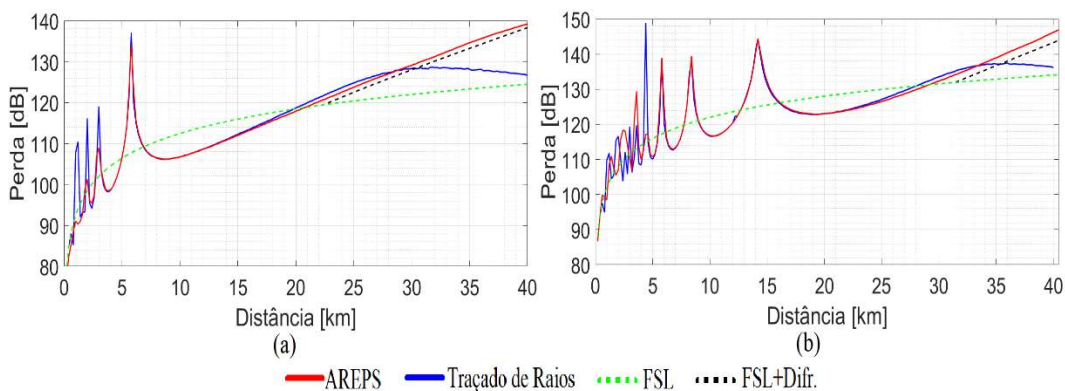 140
130
120
110
100
90
80
Perda [dB]
0 5 10 15 20 25 30 35 40
Distância [km]
(a)
150
140
130
120
110
100
90
80
Perda [dB]
0 5 10 15 20 25 30 35 40
Distância [km]
(b)
AREPS Traçado de Raios FSL FSL+Difr.